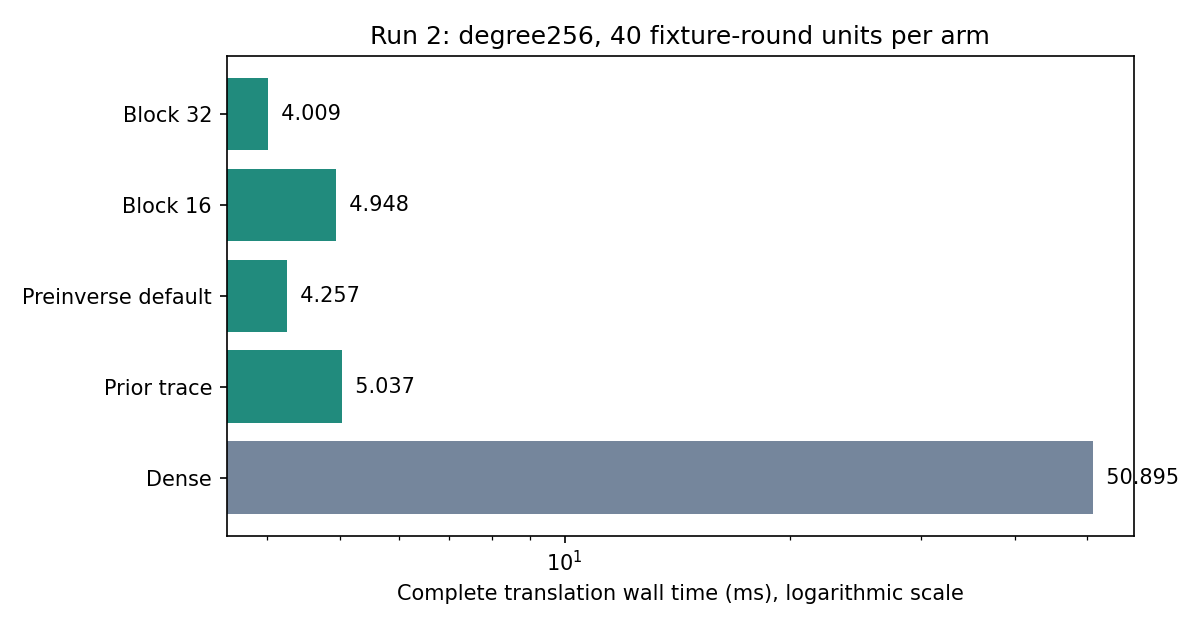 Run 2: degree256, 40 fixture-round units per arm
Block 32
4.009
Block 16
4.948
Preinverse default
4.257
Prior trace
5.037
Dense
50.895
10¹
Complete translation wall time (ms), logarithmic scale